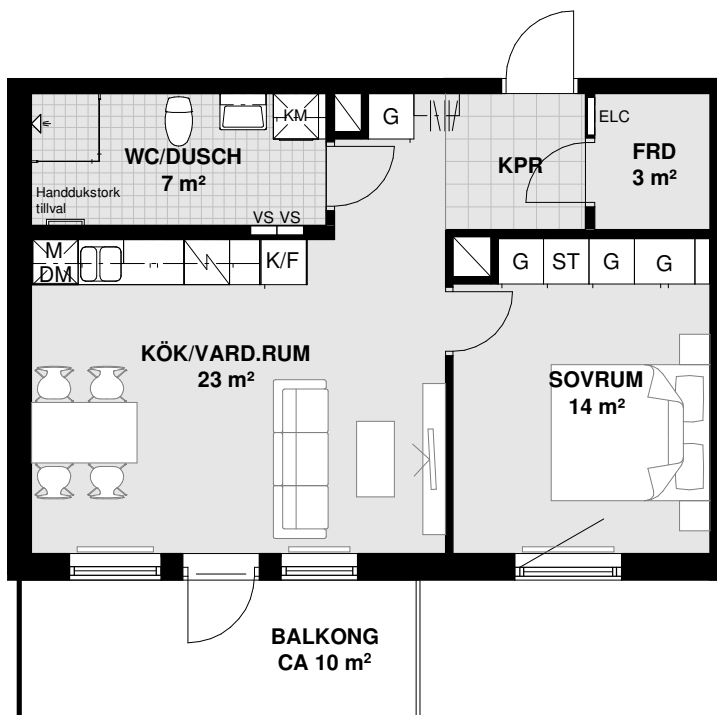 KM
G
ELC
WC/DUSCH
7 m²
KPR
FRD
3 m²
Handdukstork
tillval
VS VS
M
DM
K/F
G ST G G
KÖK/VARD.RUM
23 m²
SOVRUM
14 m²
BALKONG
CA 10 m²